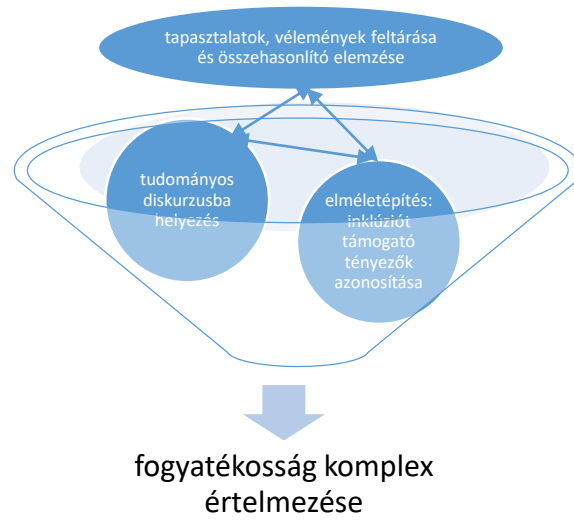 tapasztalatok, vélemények feltárása
és összehasonlító elemzése
tudományos
diskurzusba
helyezés
elméletépítés:
inklúziót
támogató
tényezők
azonosítása
fogyatékosság komplex
értelmezése